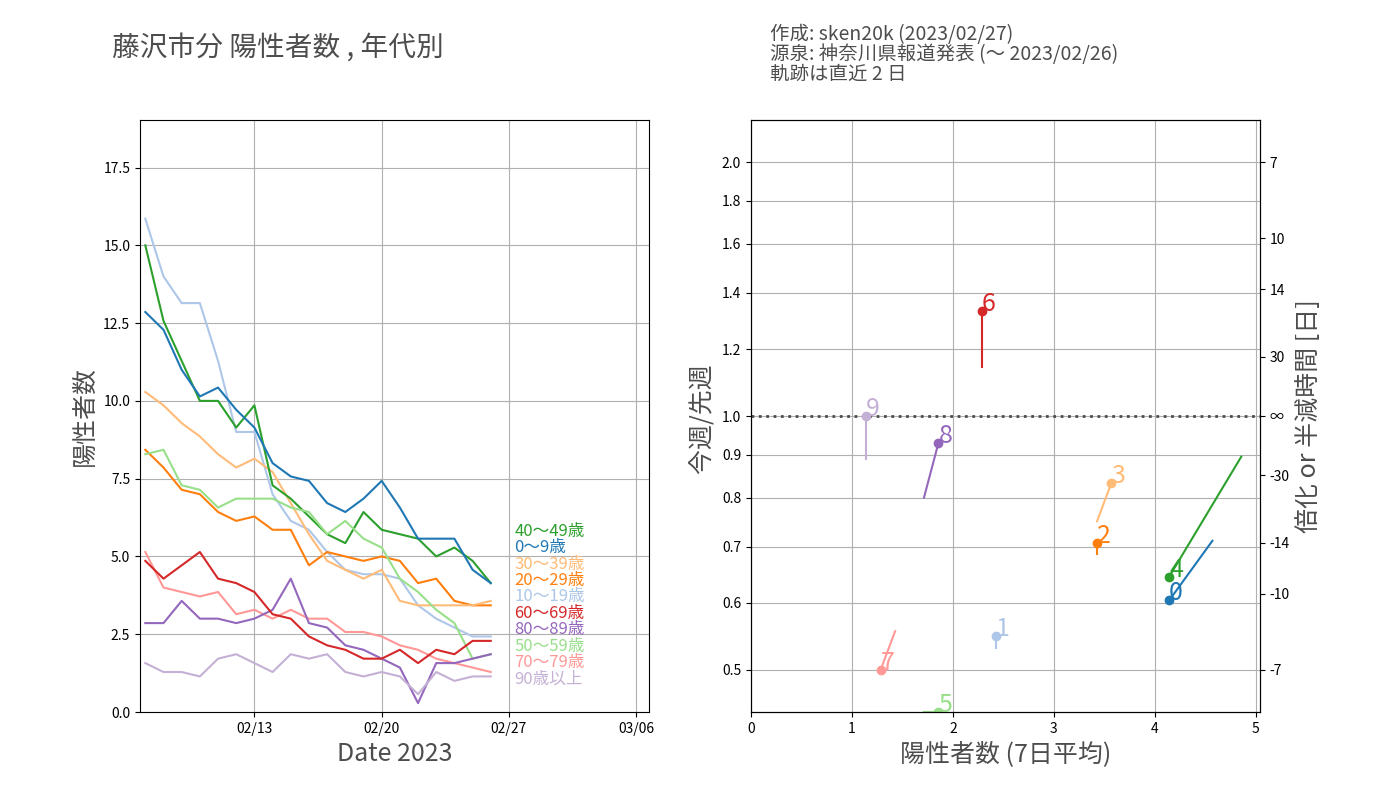 藤沢市分 陽性者数 , 年代別
作成: sken20k (2023/02/27)
源泉: 神奈川県報道発表 (〜 2023/02/26)
軌跡は直近 2 日
陽性者数
17.5
15.0
12.5
10.0
7.5
5.0
2.5
0.0
02/13
02/20
02/27
03/06
Date 2023
40〜49歳
0〜9歳
30〜39歳
20〜29歳
10〜19歳
60〜69歳
80〜89歳
50〜59歳
70〜79歳
90歳以上
今週/先週
2.0
1.8
1.6
1.4
1.2
1.0
0.9
0.8
0.7
0.6
0.5
6
9
8
3
2
4
0
1
7
5
0
1
2
3
4
5
陽性者数 (7日平均)
7
10
14
30
∞
-30
-14
-10
-7
倍化 or 半減時間 [日]